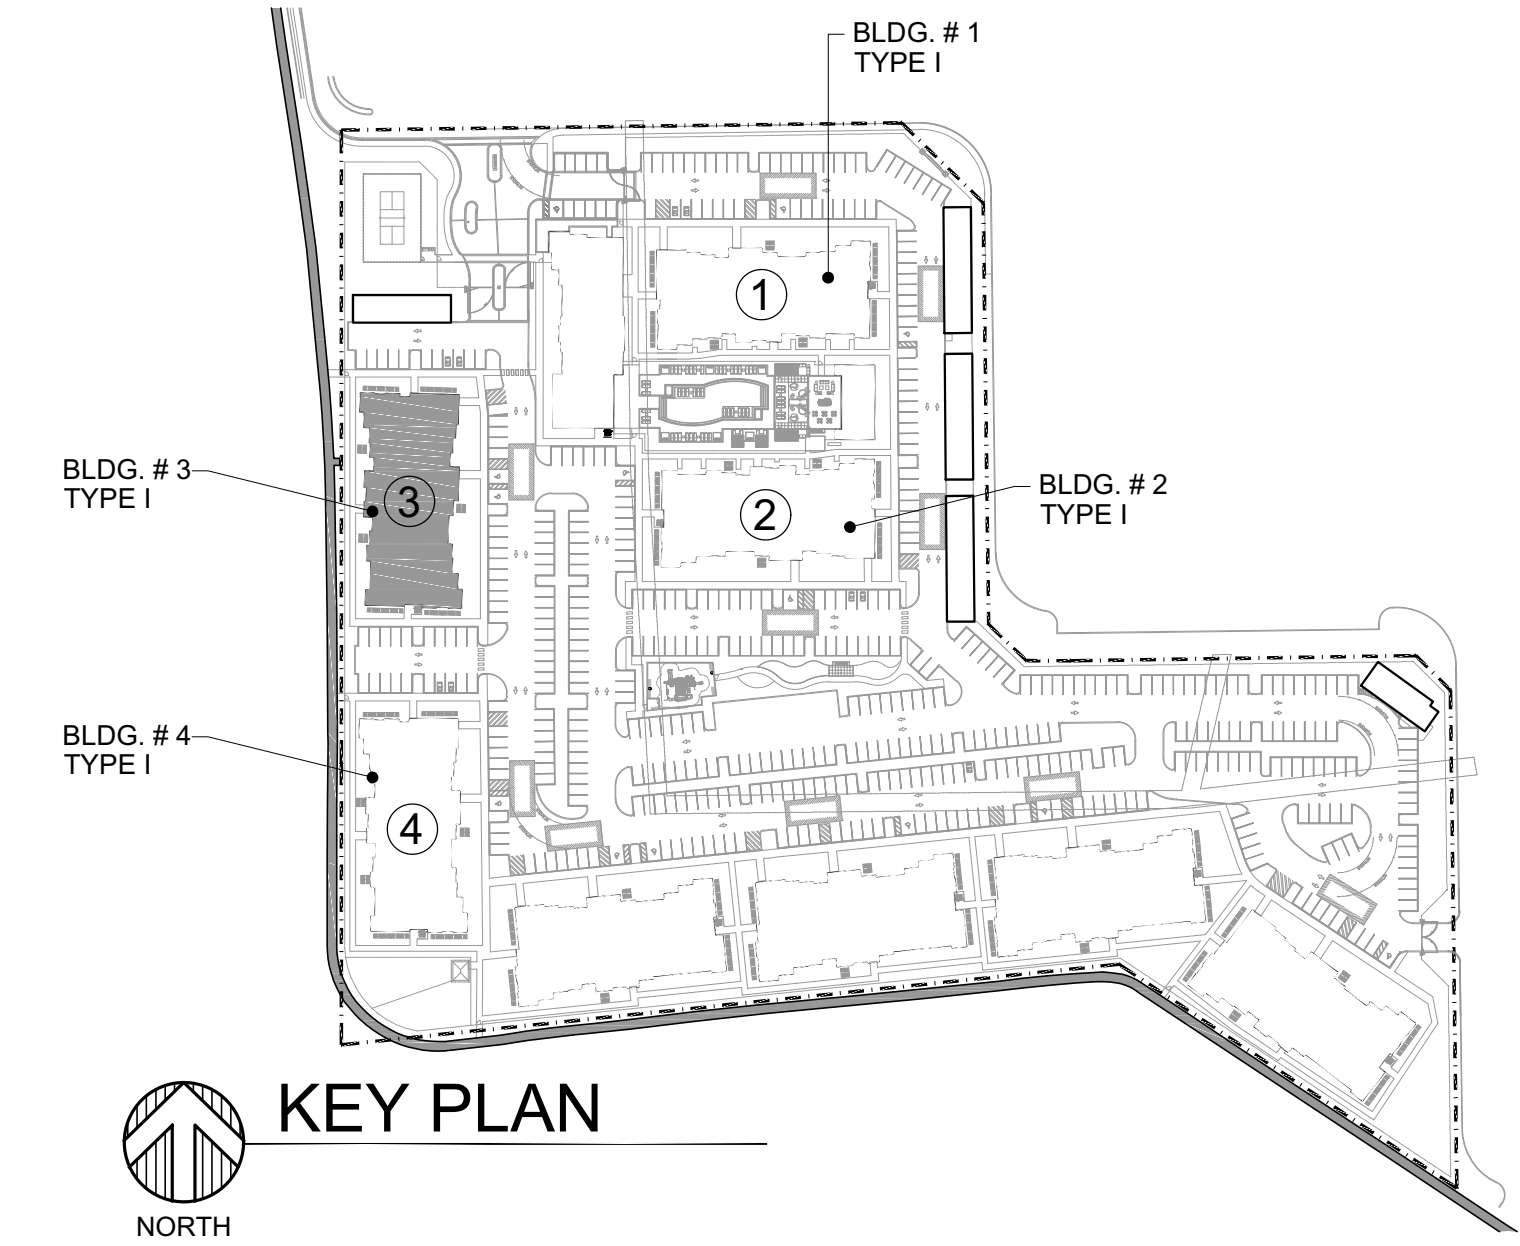 BLDG. # 1
TYPE I
1
BLDG. # 3
TYPE I
3
2
BLDG. # 2
TYPE I
BLDG. # 4
TYPE I
4
KEY PLAN
NORTH